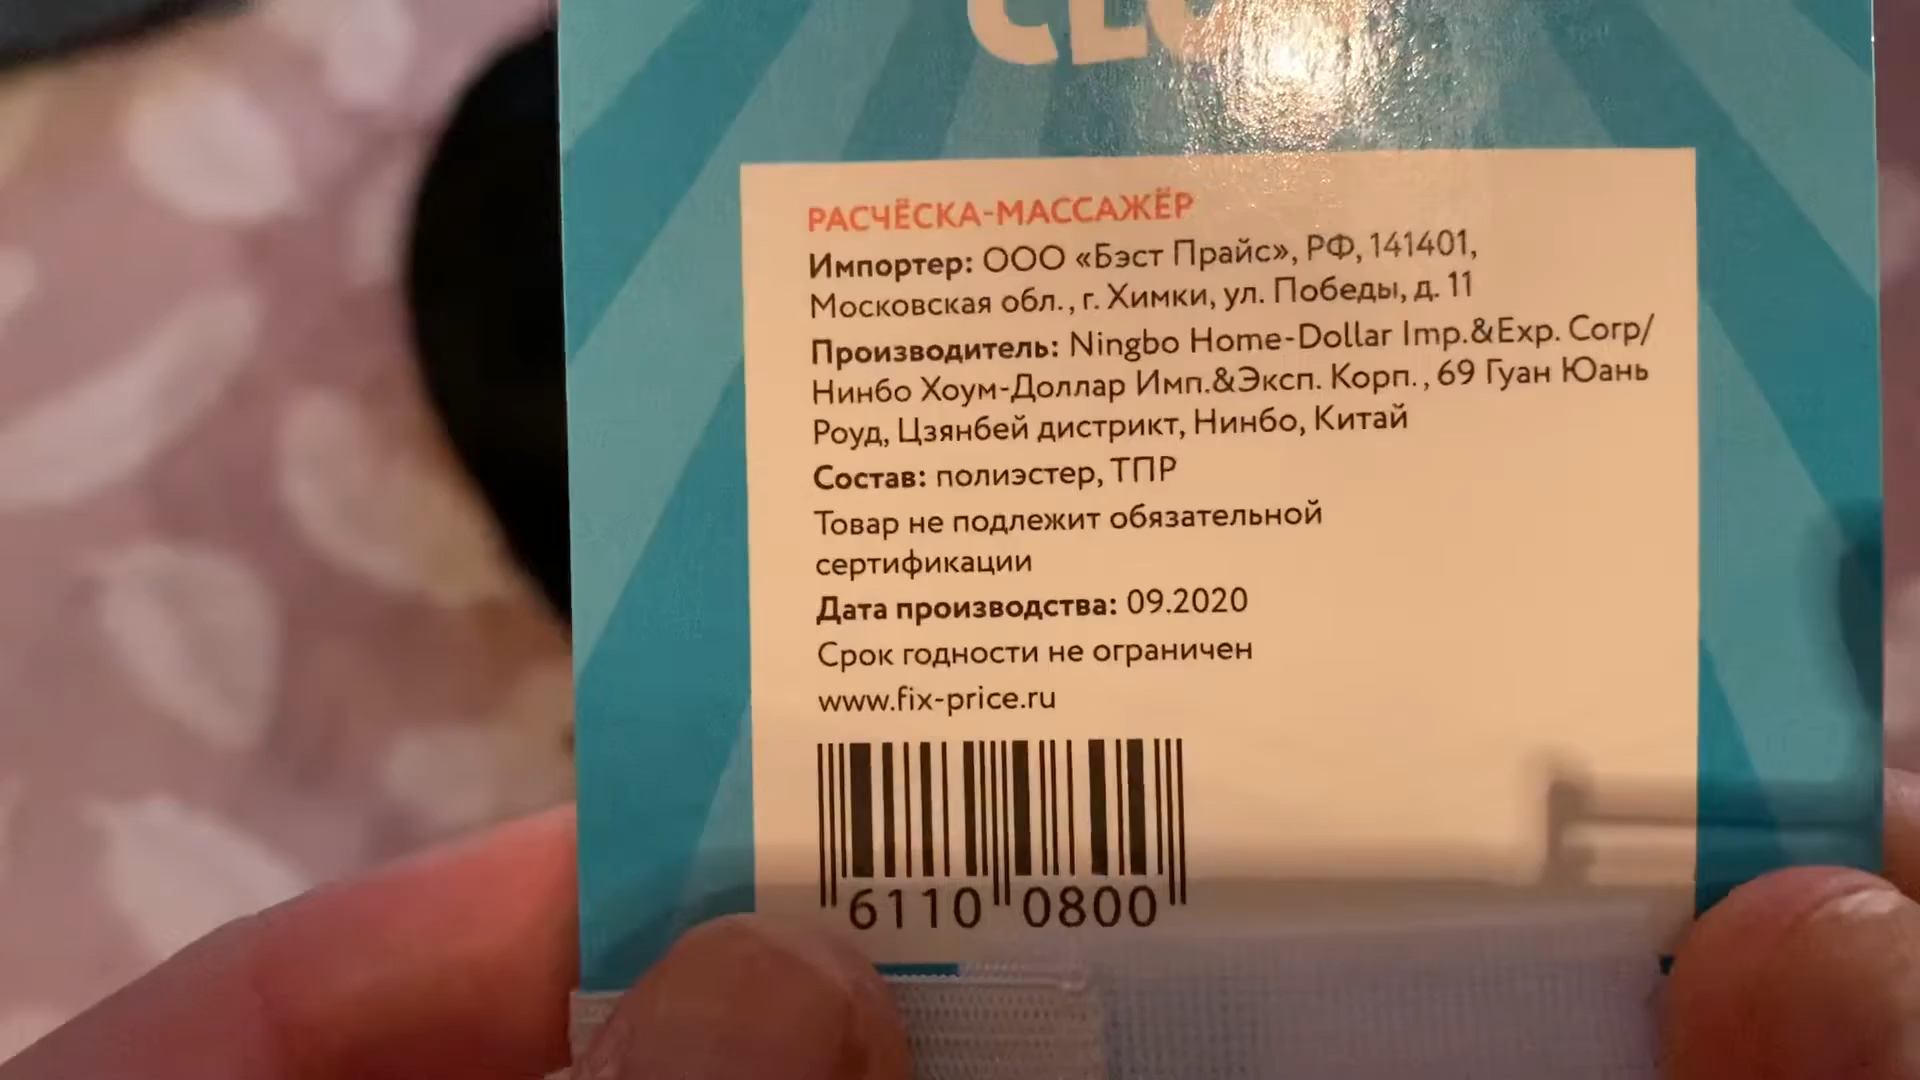 РАСЧЁСКА-МАССАЖЁР
Импортер: ООО «Бэст Прайс», РФ, 141401,
Московская обл., г. Химки, ул. Победы, д. 11
Производитель: Ningbo Home-Dollar Imp.&Exp. Corp/
Нинбо Хоум-Доллар Имп.&Эксп. Корп., 69 Гуан Юань
Роуд, Цзянбей дистрикт, Нинбо, Китай
Состав: полиэстер, ТПР
Товар не подлежит обязательной
сертификации
Дата производства: 09.2020
Срок годности не ограничен
www.fix-price.ru
6110 0800